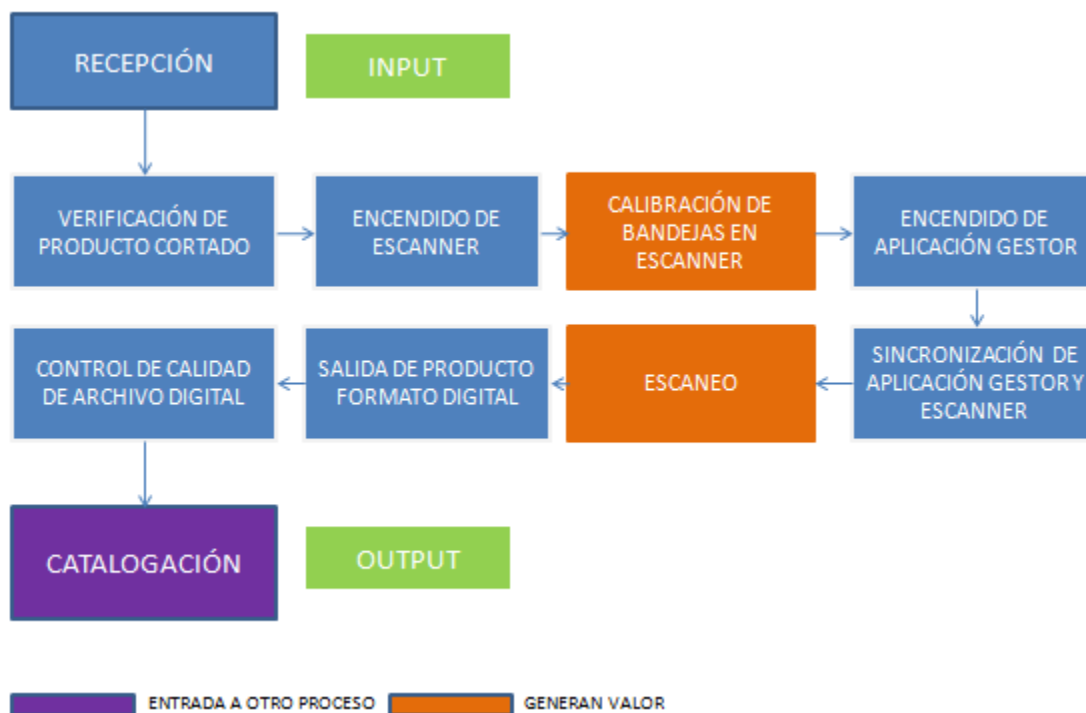 RECEPCIÓN
INPUT
VERIFICACIÓN DE
PRODUCTO CORTADO
ENCENDIDO DE
ESCANNER
CALIBRACIÓN DE
BANDEJAS EN
ESCANNER
ENCENDIDO DE
APLICACIÓN GESTOR
CONTROL DE CALIDAD
DE ARCHIVO DIGITAL
SALIDA DE PRODUCTO
FORMATO DIGITAL
ESCANEO
SINCRONIZACIÓN DE
APLICACIÓN GESTOR Y
ESCANNER
CATALOGACIÓN
OUTPUT
ENTRADA A OTRO PROCESO
GENERAN VALOR